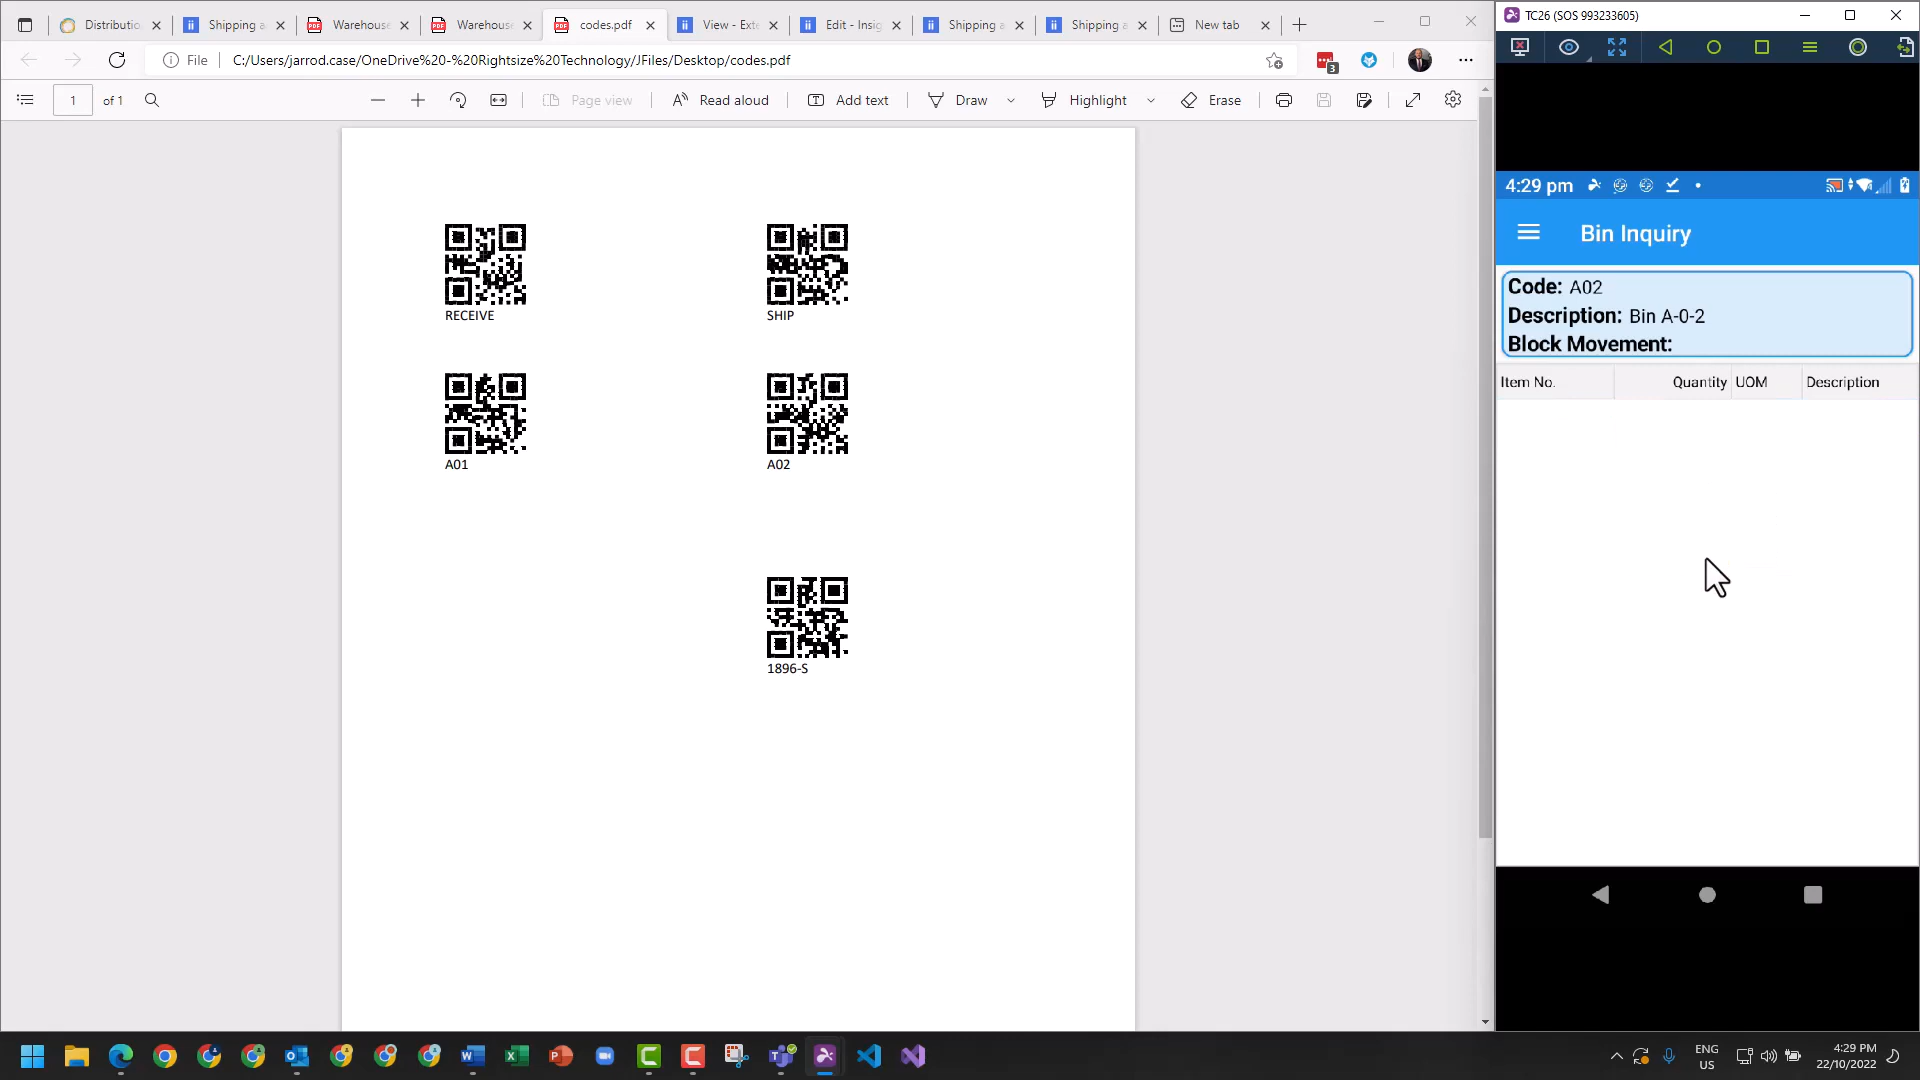 Distributio
Shipping a
Warehouse
Warehouse
codes.pdf
View - Exte
Edit - Insig
Shipping a
Shipping a
New tab
TC26 (SOS 993233605)
File
C:/Users/jarrod.case/OneDrive%20-%20Rightsize%20Technology/JFiles/Desktop/codes.pdf
3
1
of 1
Page view
Read aloud
Add text
Draw
Highlight
Erase
RECEIVE
SHIP
A01
A02
1896-S
4:29 pm
Bin Inquiry
Code: A02
Description: Bin A-0-2
Block Movement:
Item No.
Quantity
UOM
Description
ENG
US
4:29 PM
22/10/2022